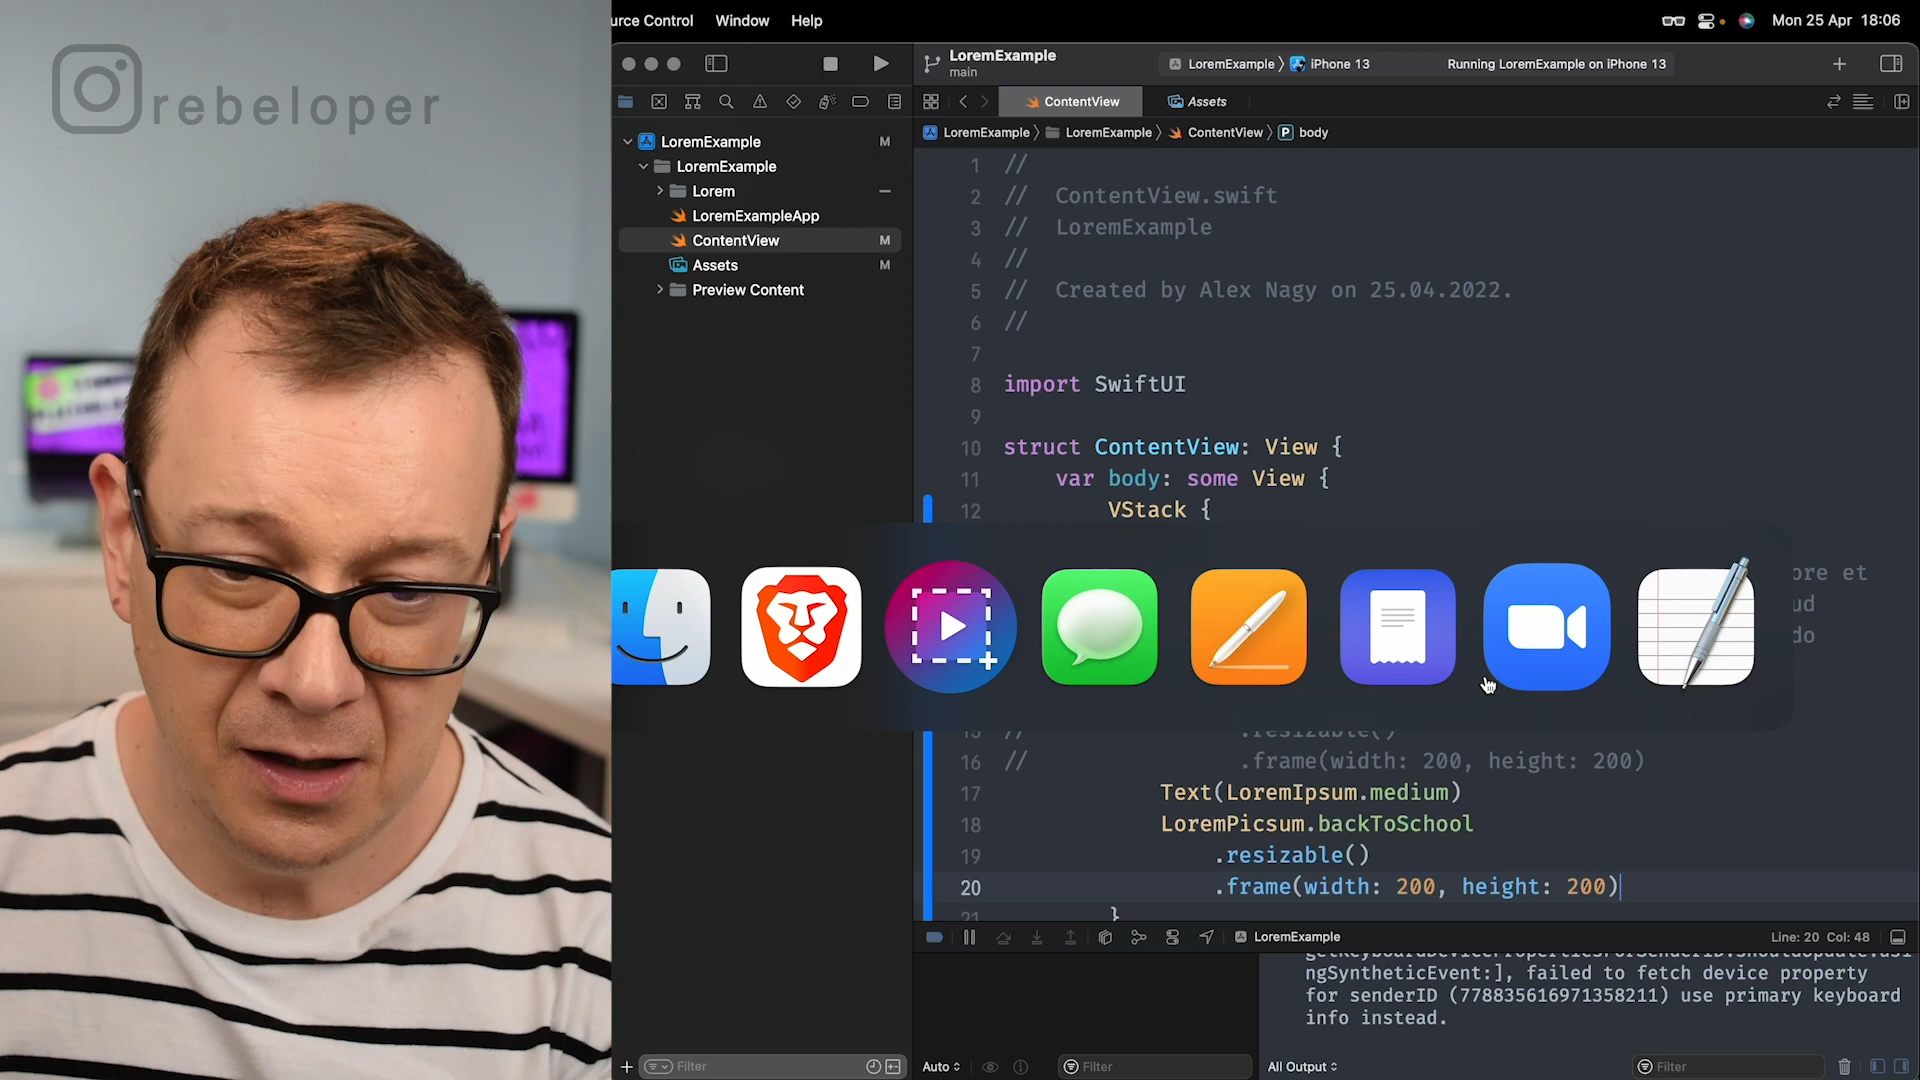 rebeloper
urce Control Window Help
Mon 25 Apr 18:06
LoremExample
main
LoremExample
iPhone 13
Running LoremExample on iPhone 13
ContentView
Assets
LoremExample
LoremExample
ContentView
P body
LoremExample M
LoremExample
Lorem
LoremExampleApp
ContentView M
Assets M
Preview Content
1 //
2 // ContentView.swift
3 // LoremExample
4 //
5 // Created by Alex Nagy on 25.04.2022.
6 //
7
8 import SwiftUI
9
10 struct ContentView: View {
11 var body: some View {
12 VStack {
ore et
ud
do
15 // .resizable()
16 // .frame(width: 200, height: 200)
17 Text(LoremIpsum.medium)
18 LoremPicsum.backToSchool
19 .resizable()
20 .frame(width: 200, height: 200)
21 }
LoremExample
Line: 20 Col: 48
getKeyboardDevicePropertiesForSenderID:shouldUpdate:usi
ngSyntheticEvent:], failed to fetch device property
for senderID (778835616971358211) use primary keyboard
info instead.
Filter
Auto
Filter
All Output
Filter